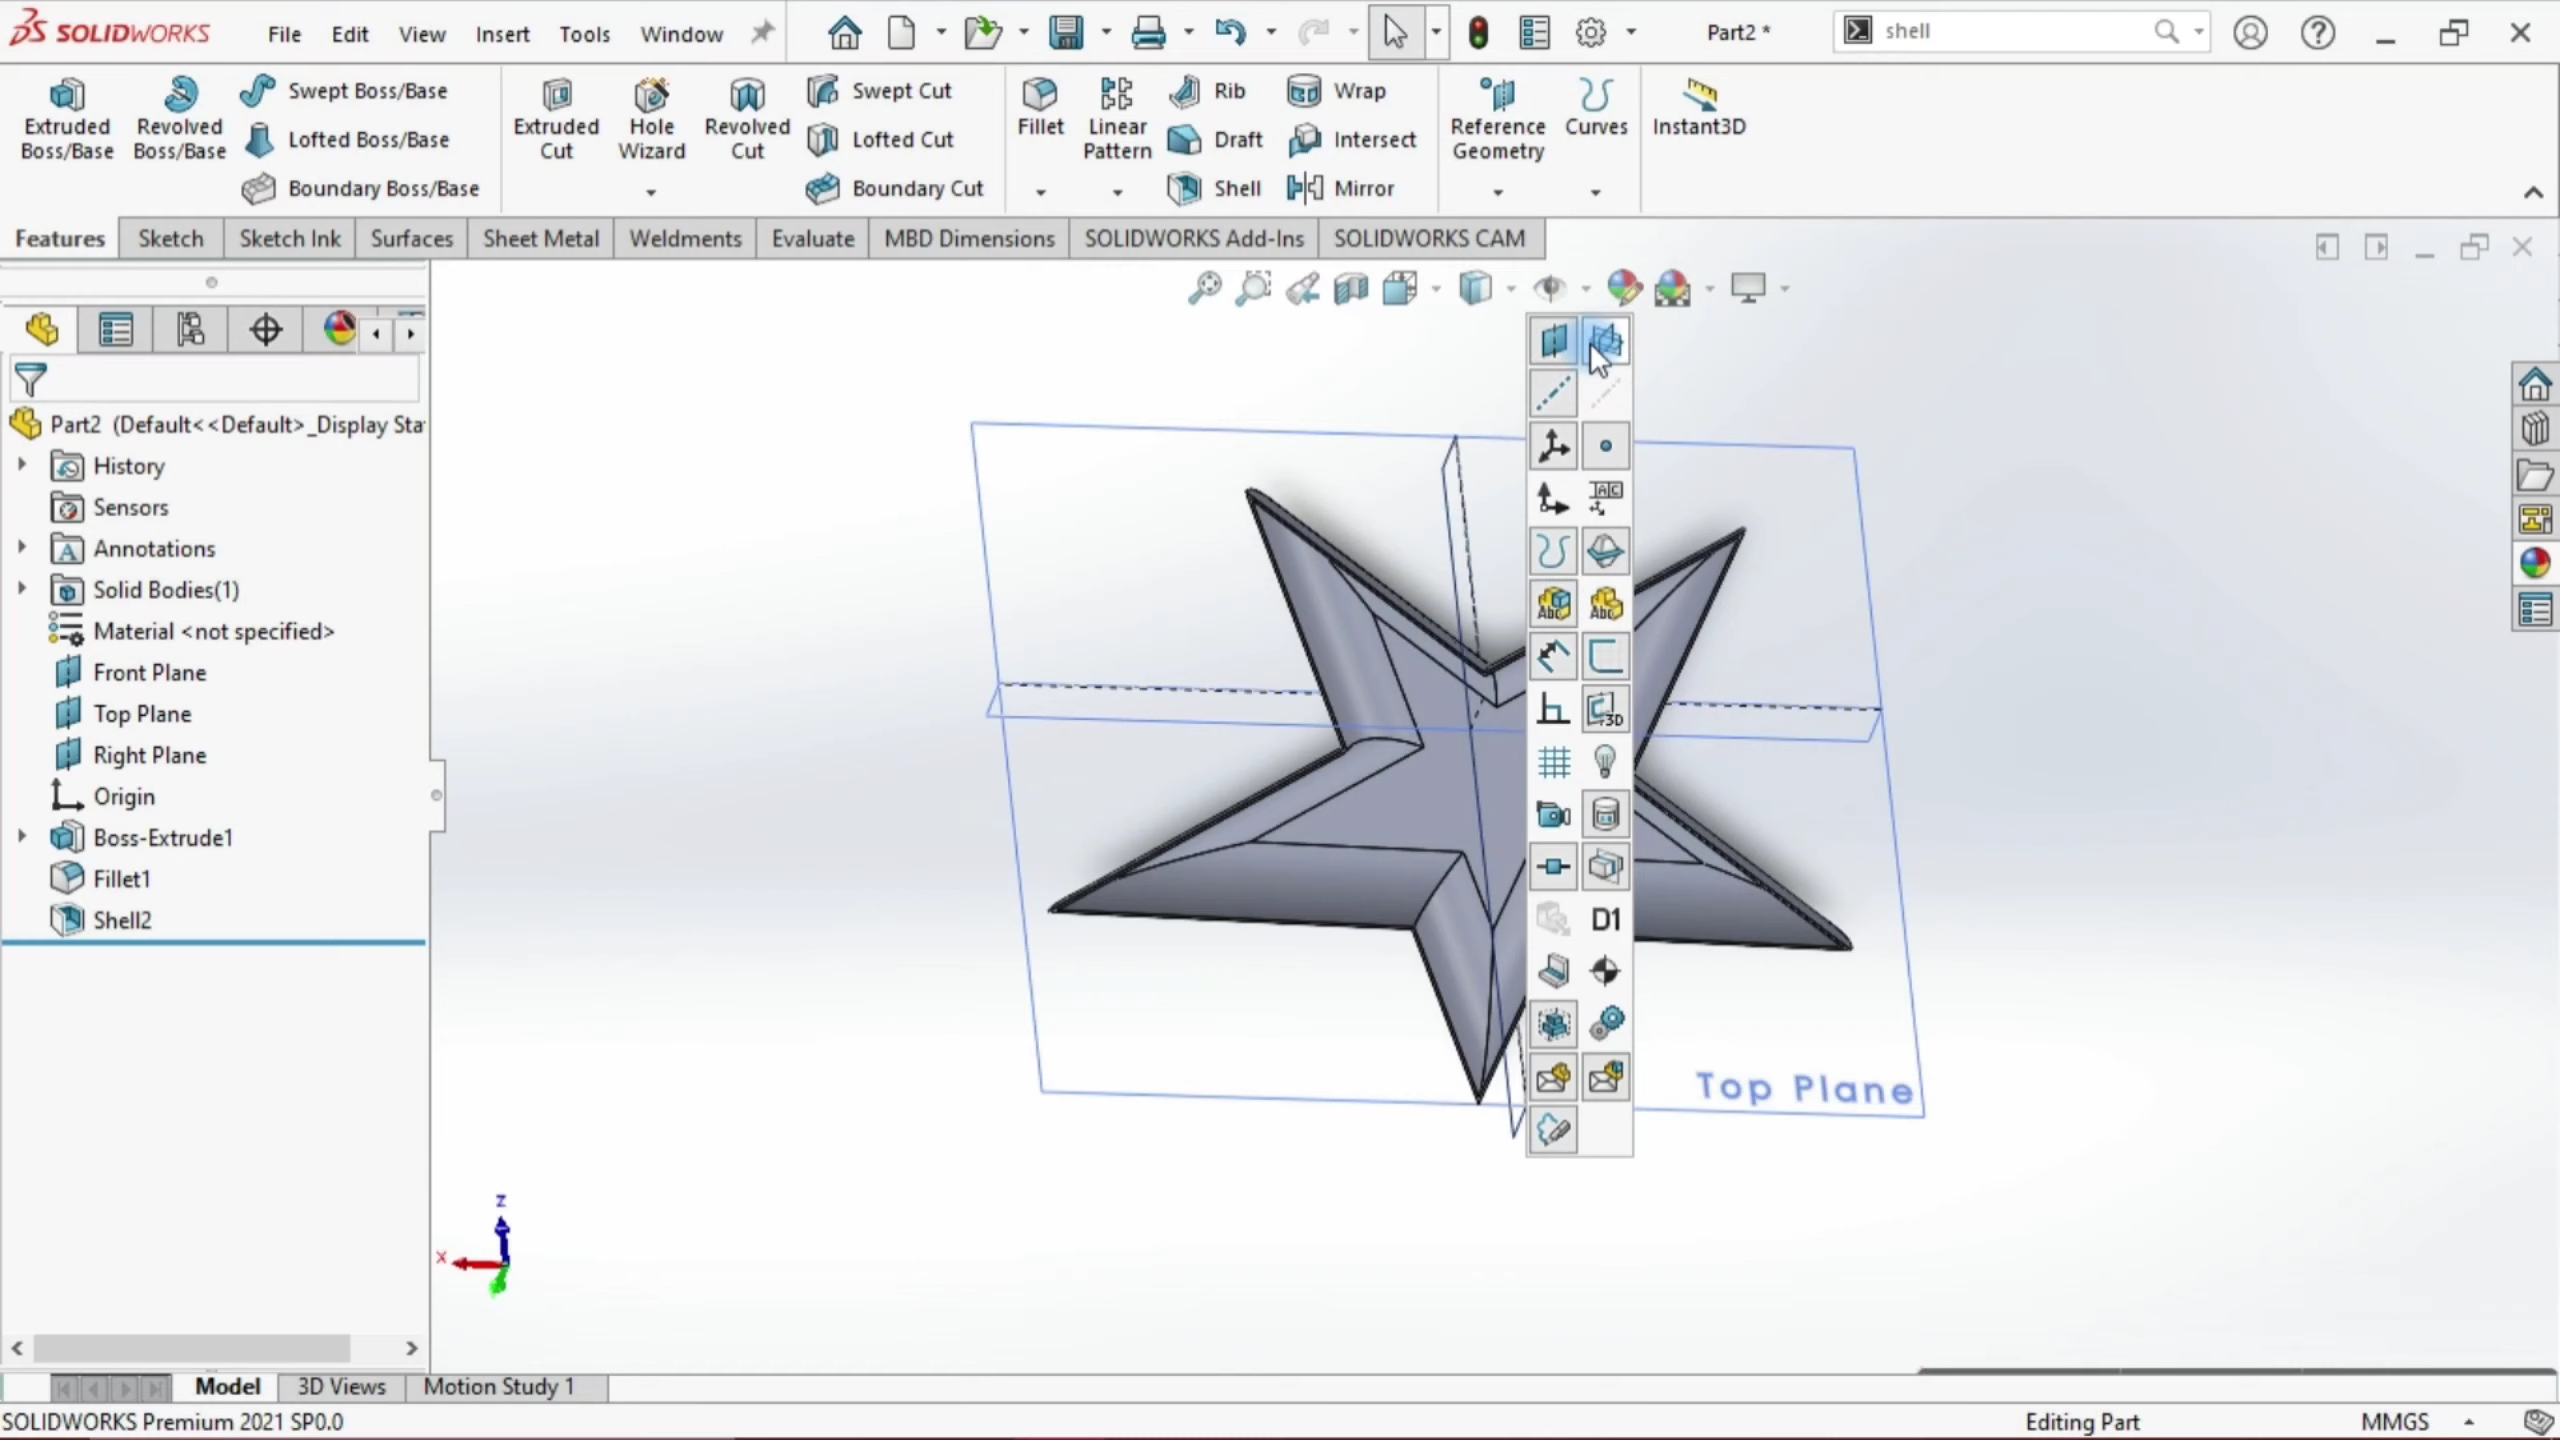 SOLIDWORKS File Edit View Insert Tools Window Part2 * shell
Extruded Boss/Base
Revolved Boss/Base
Swept Boss/Base
Lofted Boss/Base
Boundary Boss/Base
Extruded Cut
Hole Wizard
Revolved Cut
Swept Cut
Lofted Cut
Boundary Cut
Fillet
Linear Pattern
Rib
Draft
Shell
Wrap
Intersect
Mirror
Reference Geometry
Curves
Instant3D
Features Sketch Sketch Ink Surfaces Sheet Metal Weldments Evaluate MBD Dimensions SOLIDWORKS Add-Ins SOLIDWORKS CAM
Part2 (Default<<Default>_Display Sta
History
Sensors
A Annotations
Solid Bodies(1)
Material <not specified>
Front Plane
Top Plane
Right Plane
Origin
Boss-Extrude1
Fillet1
Shell2
AC
Abc Abc
3D
D1
Top Plane
z
x
Model 3D Views Motion Study 1
SOLIDWORKS Premium 2021 SP0.0 Editing Part MMGS